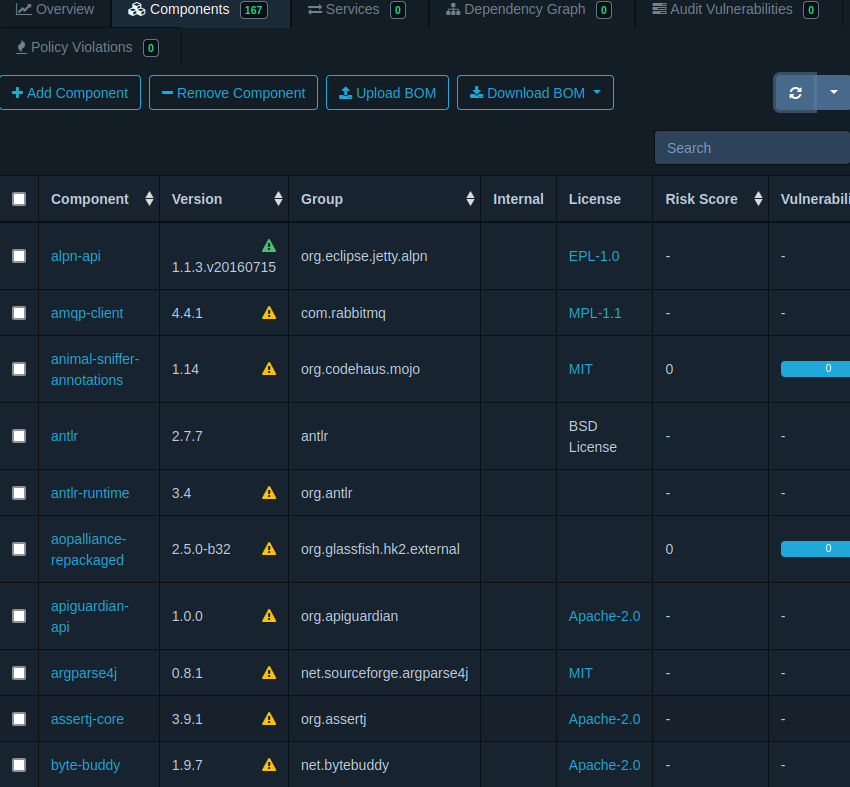 Overview Components 167 Services 0 Dependency Graph 0 Audit Vulnerabilities 0
Policy Violations 0
Add Component Remove Component Upload BOM Download BOM
Search
Component Version Group Internal License Risk Score Vulnerabili
alpn-api 1.1.3.v20160715 org.eclipse.jetty.alpn EPL-1.0 - -
amqp-client 4.4.1 com.rabbitmq MPL-1.1 - -
animal-sniffer-
annotations 1.14 org.codehaus.mojo MIT 0 0
antlr 2.7.7 antlr BSD
License - -
antlr-runtime 3.4 org.antlr - -
aopalliance-
repackaged 2.5.0-b32 org.glassfish.hk2.external 0 0
apiguardian-
api 1.0.0 org.apiguardian Apache-2.0 - -
argparse4j 0.8.1 net.sourceforge.argparse4j MIT - -
assertj-core 3.9.1 org.assertj Apache-2.0 - -
byte-buddy 1.9.7 net.bytebuddy Apache-2.0 - -